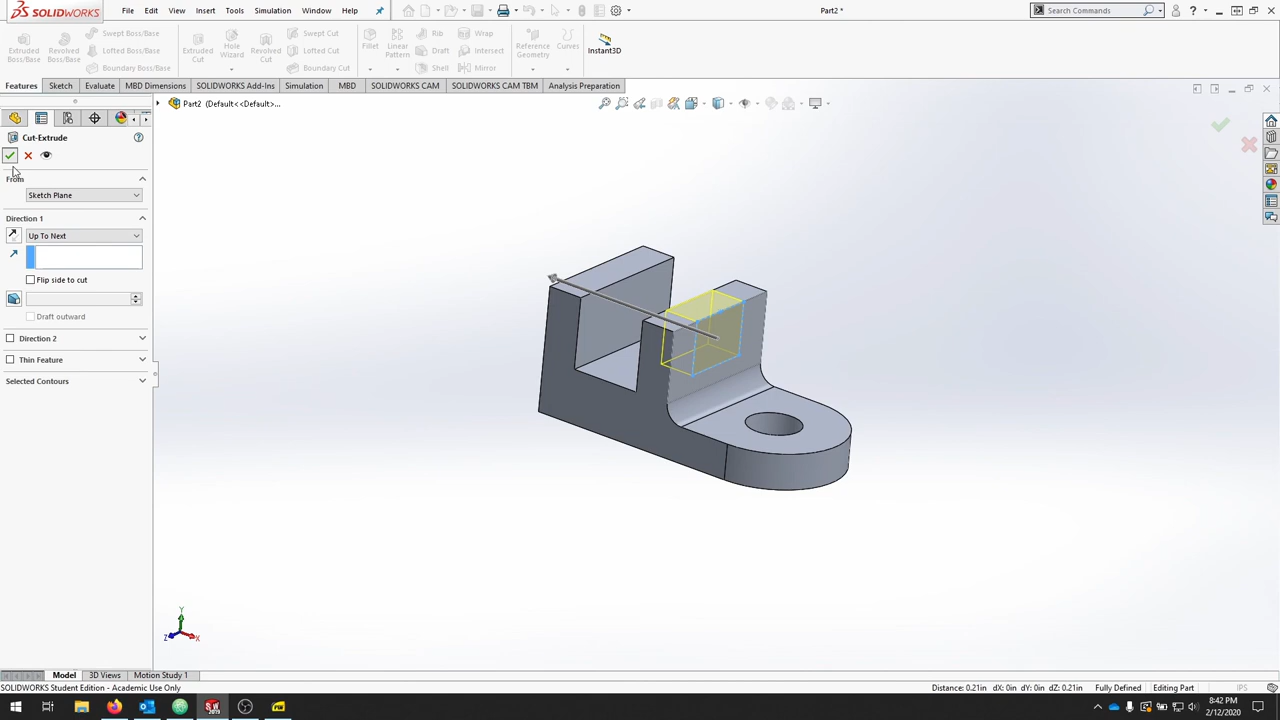 SOLIDWORKS File Edit View Insert Tools Simulation Window Help Part2 * Search Commands
Extruded Boss/Base Revolved Boss/Base Swept Boss/Base Lofted Boss/Base Boundary Boss/Base Extruded Cut Hole Wizard Revolved Cut Swept Cut Lofted Cut Boundary Cut Fillet Linear Pattern Rib Draft Shell Wrap Intersect Mirror Reference Geometry Curves Instant3D
Features Sketch Evaluate MBD Dimensions SOLIDWORKS Add-Ins Simulation MBD SOLIDWORKS CAM SOLIDWORKS CAM TBM Analysis Preparation
Part2 (Default<<Default>...
Cut-Extrude
From
Sketch Plane
Direction 1
Up To Next
Flip side to cut
Draft outward
Direction 2
Thin Feature
Selected Contours
Y
Z X
Model 3D Views Motion Study 1
SOLIDWORKS Student Edition - Academic Use Only Distance: 0.21in dX: 0in dY: 0in dZ: 0.21in Fully Defined Editing Part IPS
8:42 PM
2/12/2020